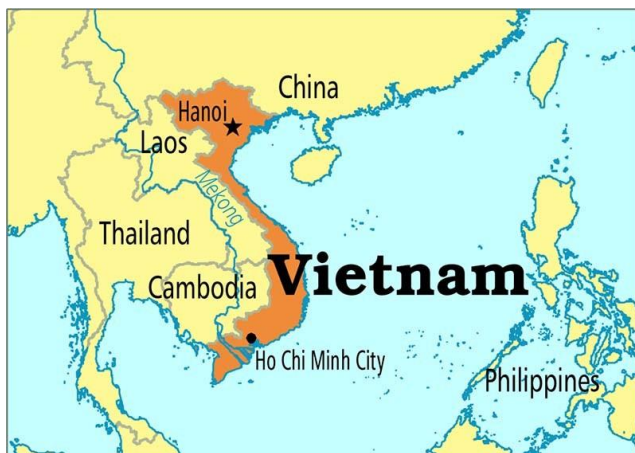 China
Hanoi
Laos
Mekong
Thailand
Vietnam
Cambodia
Ho Chi Minh City
Philippines